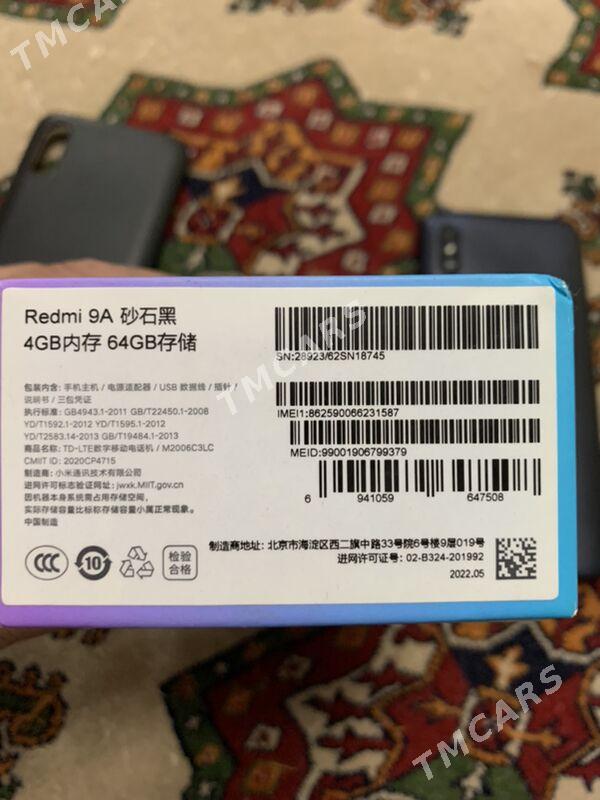 TMCARS
TMCARS
Redmi 9A 砂石黑
4GB内存 64GB存储
SN:28923/62SN18745
包装内含: 手机主机 / 电源适配器 / USB 数据线 / 插针 /
说明书 / 三包凭证
执行标准: GB4943.1-2011 GB/T22450.1-2008
YD/T1592.1-2012 YD/T1595.1-2012
YD/T2583.14-2013 GB/T19484.1-2013
商品名称: TD-LTE数字移动电话机 / M2006C3LC
CMIIT ID: 2020CP4715
制造商: 小米通讯技术有限公司
进网许可标志验证网址: jwxk.MIIT.gov.cn
因机器本身系统需占用存储空间,
实际存储容量比标称存储容量小属正常现象。
中国制造
IMEI1:862590066231587
MEID:99001906799379
6 941059 647508
TMCARS
制造商地址: 北京市海淀区西二旗中路33号院6号楼9层019号
进网许可证号: 02-B324-201992
2022.05
CCC
10
检验
合格
TMCARS